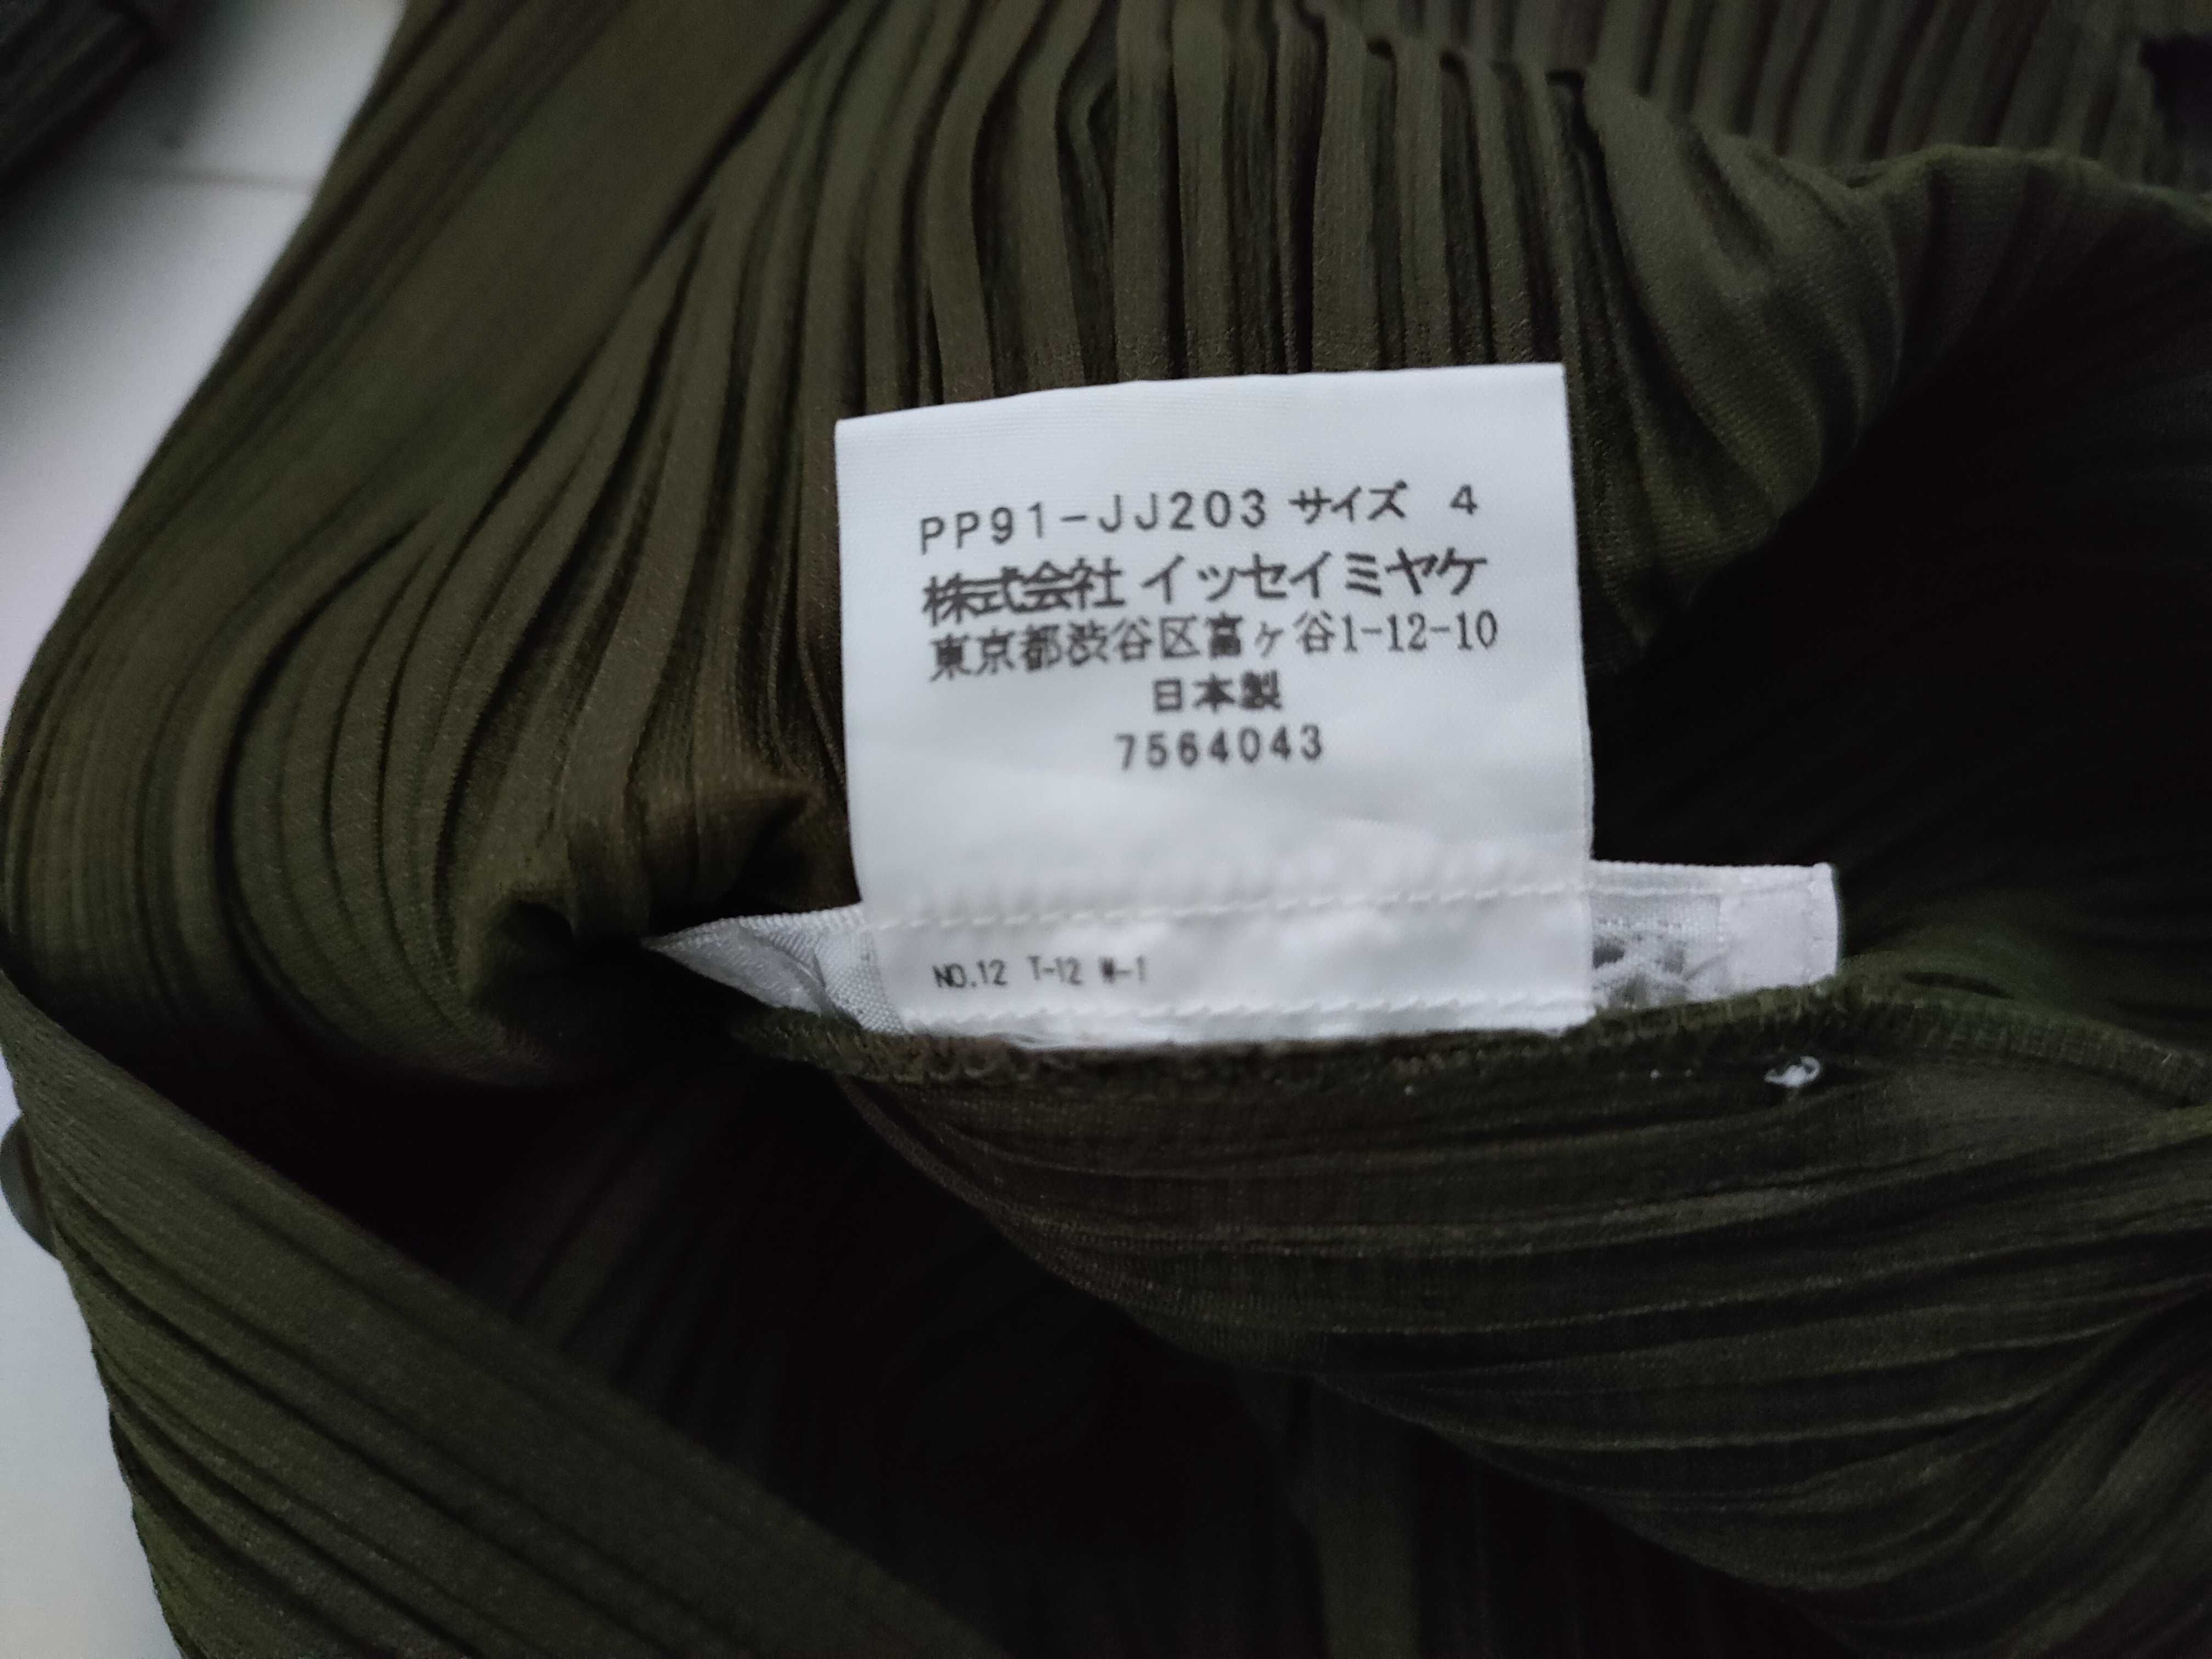 PP91-JJ203 サイズ 4
株式会社 イッセイミヤケ
東京都渋谷区富ヶ谷1-12-10
日本製
7564043
NO.12 T-12 W-1